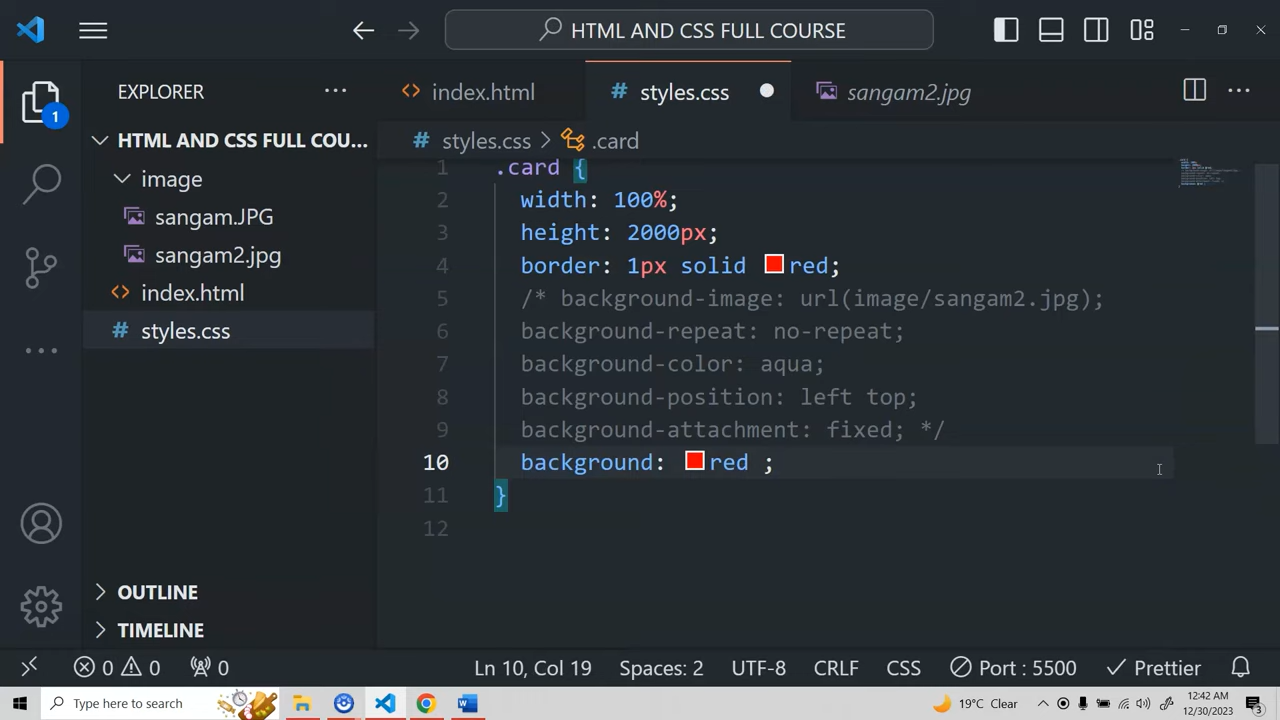 HTML AND CSS FULL COURSE
EXPLORER
index.html
styles.css
sangam2.jpg
HTML AND CSS FULL COU...
styles.css > .card
image
sangam.JPG
sangam2.jpg
index.html
styles.css
1 .card {
2 width: 100%;
3 height: 2000px;
4 border: 1px solid red;
5 /* background-image: url(image/sangam2.jpg);
6 background-repeat: no-repeat;
7 background-color: aqua;
8 background-position: left top;
9 background-attachment: fixed; */
10 background: red ;
11 }
12
1
OUTLINE
TIMELINE
0 0 0
Ln 10, Col 19
Spaces: 2
UTF-8
CRLF
CSS
Port : 5500
Prettier
Type here to search
19°C Clear
12:42 AM
12/30/2023
3